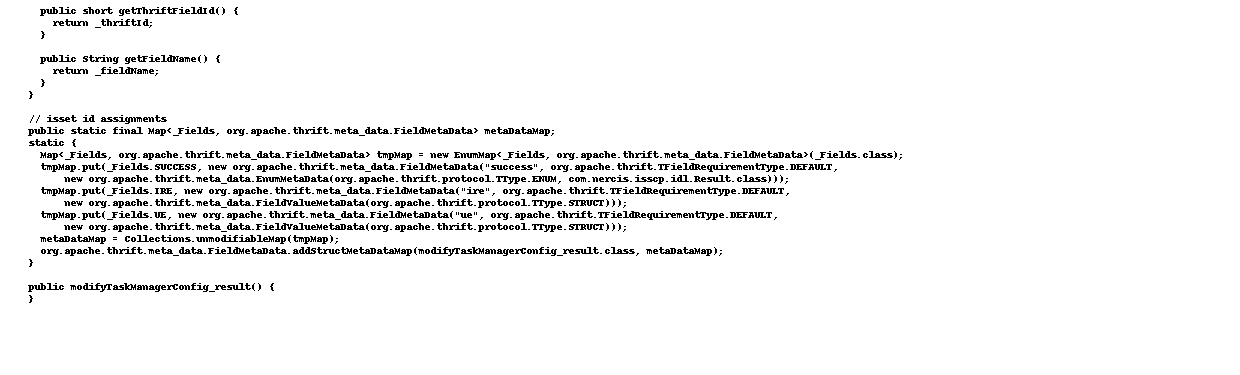 public short getThriftFieldId() {
return _thriftId;
}
public String getFieldName() {
return _fieldName;
}
}
// isset id assignments
public static final Map<_Fields, org.apache.thrift.meta_data.FieldMetaData> metaDataMap;
static {
Map<_Fields, org.apache.thrift.meta_data.FieldMetaData> tmpMap = new EnumMap<_Fields, org.apache.thrift.meta_data.FieldMetaData>(_Fields.class);
tmpMap.put(_Fields.SUCCESS, new org.apache.thrift.meta_data.FieldMetaData("success", org.apache.thrift.TFieldRequirementType.DEFAULT,
new org.apache.thrift.meta_data.EnumMetaData(org.apache.thrift.protocol.TType.ENUM, com.nercis.isscp.idl.Result.class)));
tmpMap.put(_Fields.IRE, new org.apache.thrift.meta_data.FieldMetaData("ire", org.apache.thrift.TFieldRequirementType.DEFAULT,
new org.apache.thrift.meta_data.FieldValueMetaData(org.apache.thrift.protocol.TType.STRUCT)));
tmpMap.put(_Fields.UE, new org.apache.thrift.meta_data.FieldMetaData("ue", org.apache.thrift.TFieldRequirementType.DEFAULT,
new org.apache.thrift.meta_data.FieldValueMetaData(org.apache.thrift.protocol.TType.STRUCT)));
metaDataMap = Collections.unmodifiableMap(tmpMap);
org.apache.thrift.meta_data.FieldMetaData.addStructMetaDataMap(modifyTaskManagerConfig_result.class, metaDataMap);
}
public modifyTaskManagerConfig_result() {
}